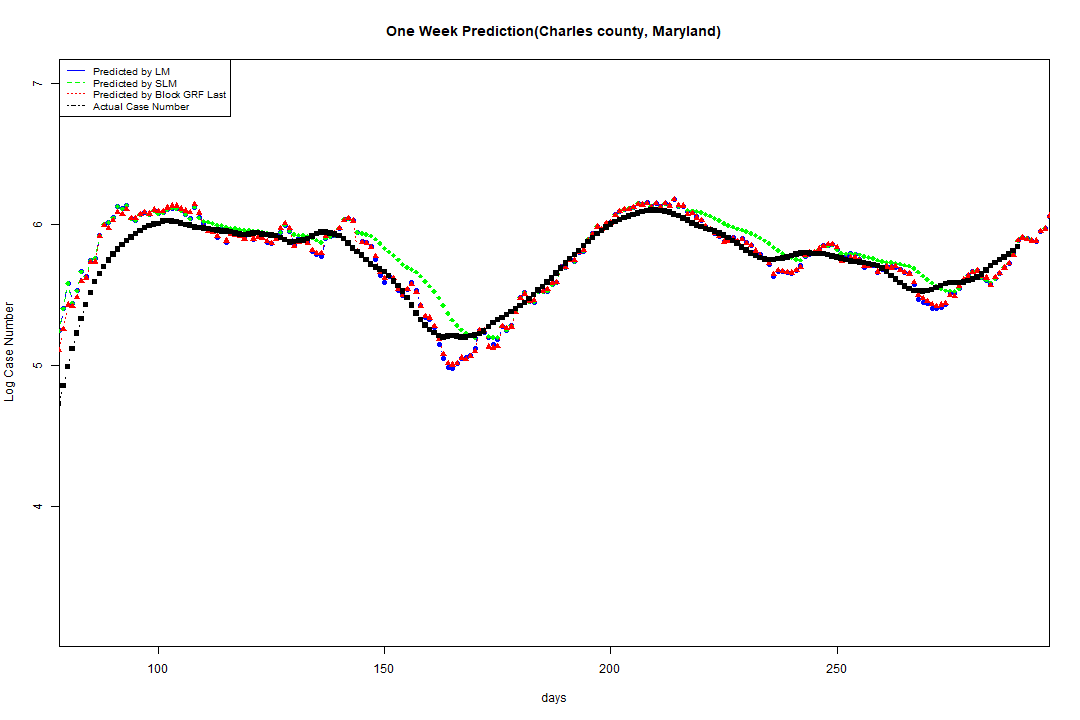 One Week Prediction(Charles county, Maryland)
Predicted by LM
Predicted by SLM
Predicted by Block GRF Last
Actual Case Number
7
6
5
4
Log Case Number
100 150 200 250
days